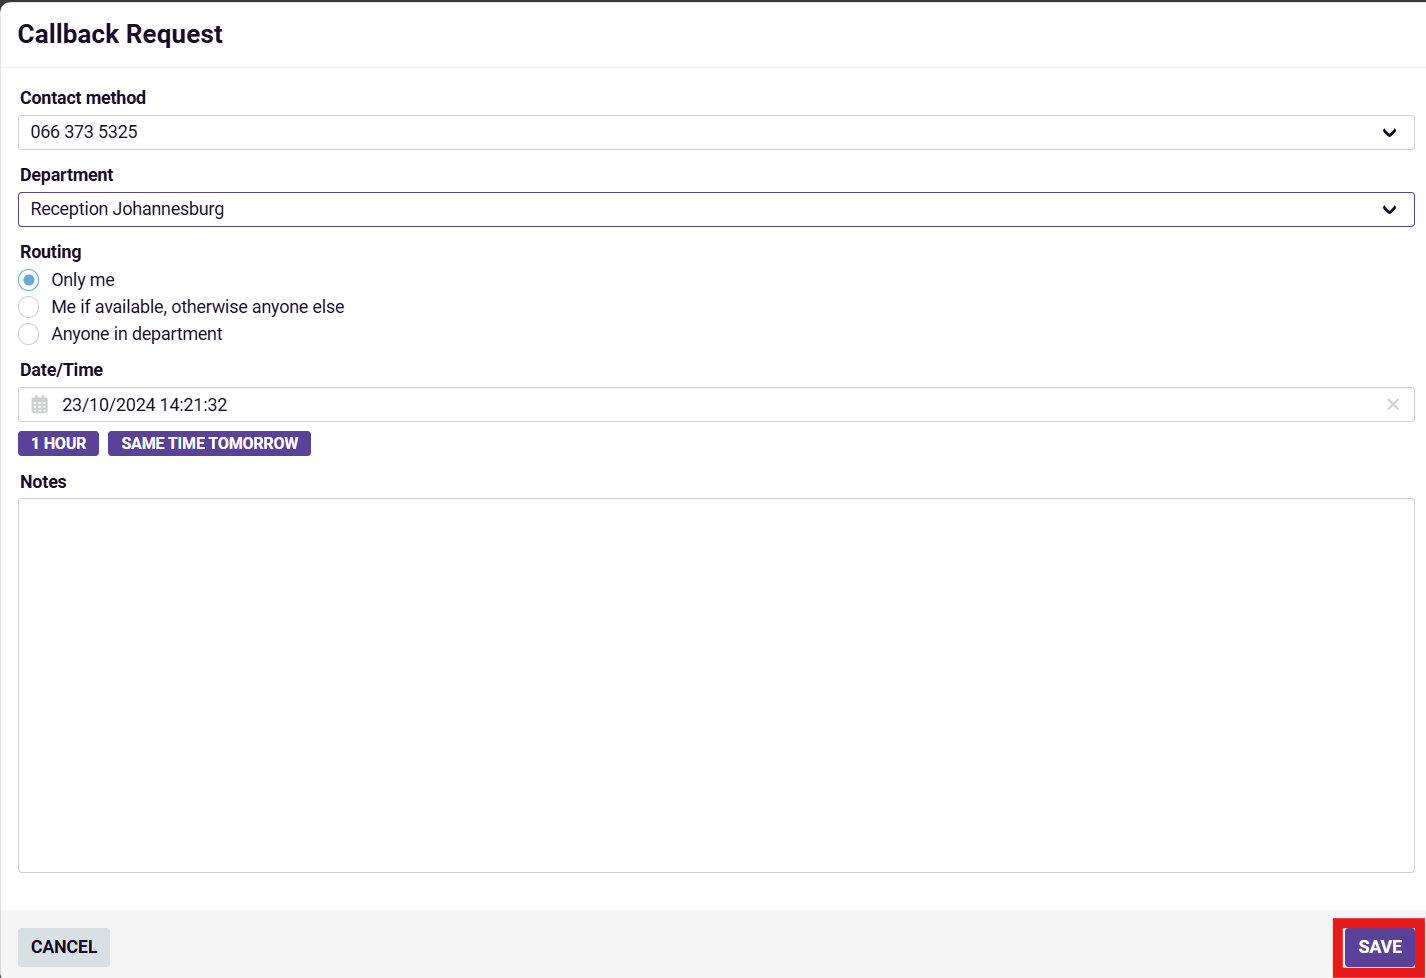 Callback Request
Contact method
066 373 5325
Department
Reception Johannesburg
Routing
Only me
Me if available, otherwise anyone else
Anyone in department
Date/Time
23/10/2024 14:21:32
1 HOUR SAME TIME TOMORROW
Notes
CANCEL SAVE